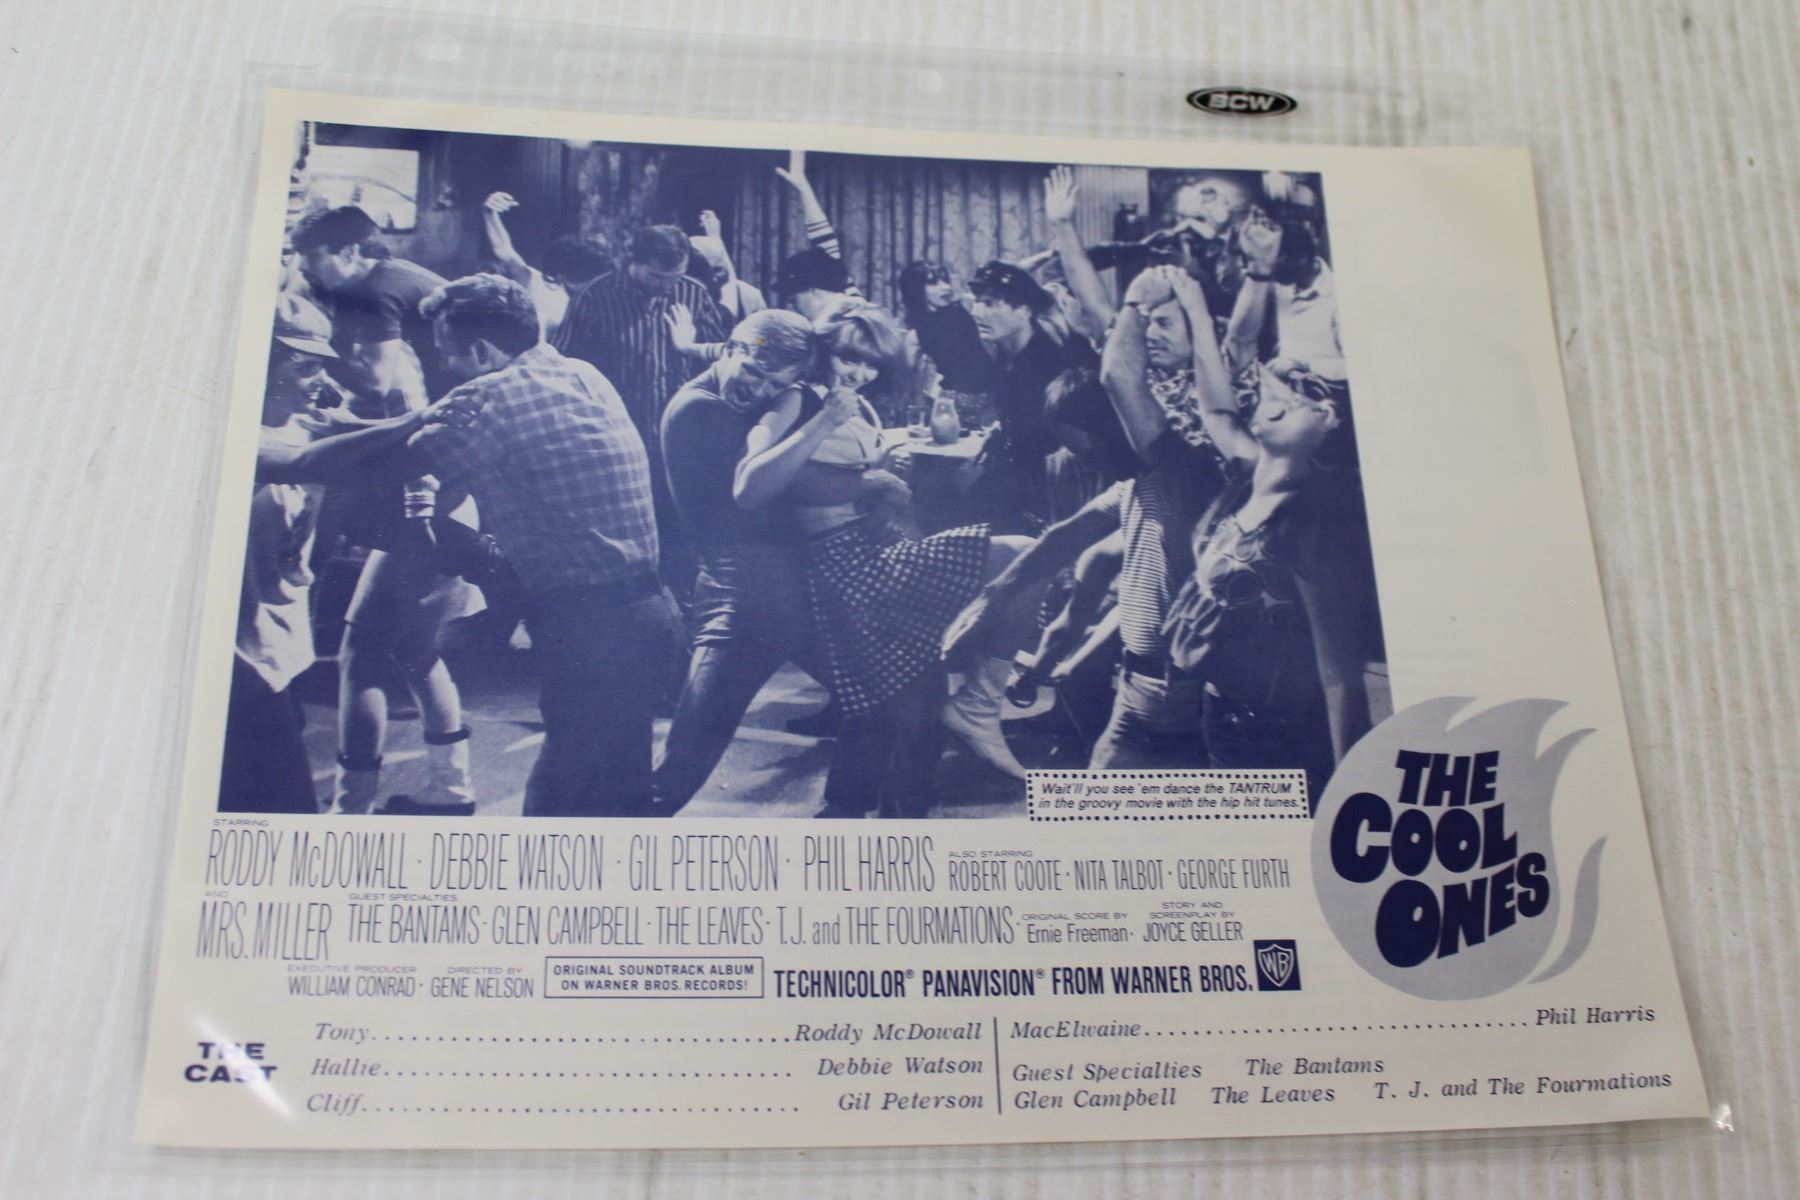 BCW
Wait'll you see 'em dance the TANTRUM
in the groovy movie with the hip hit tunes.
THE
COOL
ONES
STARRING
RODDY McDOWALL · DEBBIE WATSON · GIL PETERSON · PHIL HARRIS
ALSO STARRING
ROBERT COOTE · NITA TALBOT · GEORGE FURTH
AND
MRS. MILLER
GUEST SPECIALTIES
THE BANTAMS · GLEN CAMPBELL · THE LEAVES · T.J. and THE FOURMATIONS ·
ORIGINAL SCORE BY
Ernie Freeman ·
STORY AND
SCREENPLAY BY
JOYCE GELLER
EXECUTIVE PRODUCER
WILLIAM CONRAD ·
DIRECTED BY
GENE NELSON
ORIGINAL SOUNDTRACK ALBUM
ON WARNER BROS. RECORDS!
TECHNICOLOR® PANAVISION® FROM WARNER BROS.
WB
THE
CAST
Tony....................................Roddy McDowall
Hallie.................................. Debbie Watson
Cliff.................................... Gil Peterson
MacElwaine................................Phil Harris
Guest Specialties The Bantams
Glen Campbell The Leaves T. J. and The Fourmations